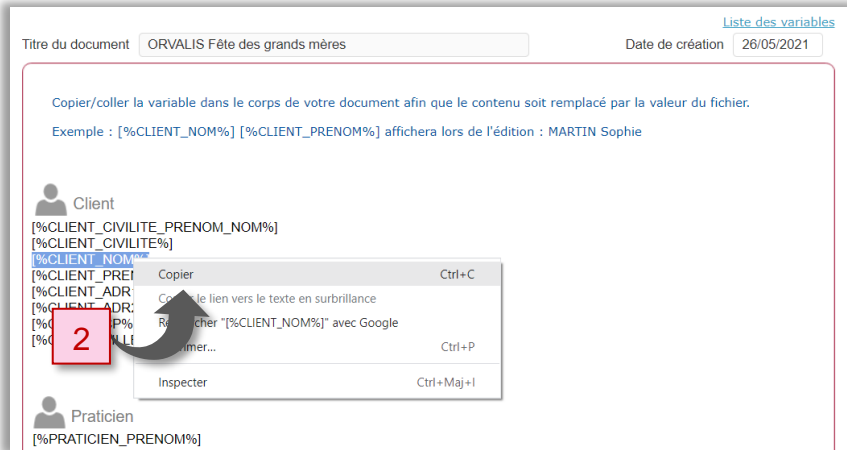 Liste des variables
Titre du document ORVALIS Fête des grands mères Date de création 26/05/2021
Copier/coller la variable dans le corps de votre document afin que le contenu soit remplacé par la valeur du fichier.
Exemple : [%CLIENT_NOM%] [%CLIENT_PRENOM%] affichera lors de l'édition : MARTIN Sophie
Client
[%CLIENT_CIVILITE_PRENOM_NOM%]
[%CLIENT_CIVILITE%]
[%CLIENT_NOM%]
[%CLIENT_PRE
Copier Ctrl+C
[%CLIENT_ADR
le lien vers le texte en surbrillance
[%CLIENT_ADR2
"[%CLIENT_NOM%]" avec Google
2
Ctrl+P
Inspecter Ctrl+Maj+I
Praticien
[%PRATICIEN_PRENOM%]